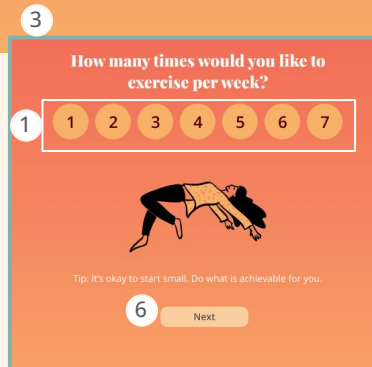 3
How many times would you like to
exercise per week?
1
1 2 3 4 5 6 7
Tip: It's okay to start small. Do what is achievable for you.
6
Next